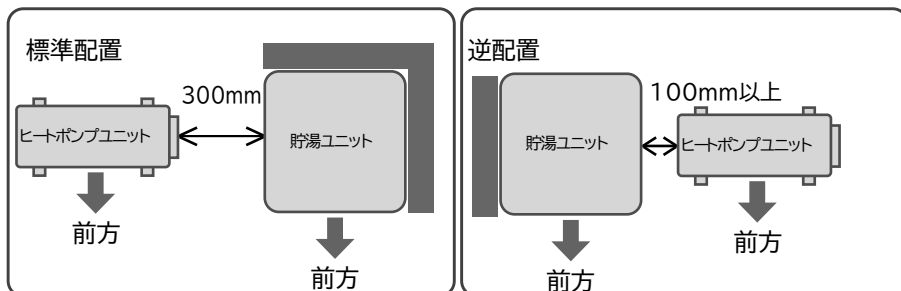 標準配置
300mm
ヒートポンプユニット
貯湯ユニット
前方
前方
逆配置
100mm以上
貯湯ユニット
ヒートポンプユニット
前方
前方